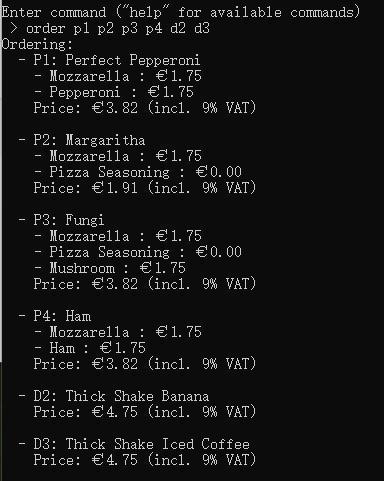 Enter command ("help" for available commands)
> order p1 p2 p3 p4 d2 d3
Ordering:
- P1: Perfect Pepperoni
- Mozzarella : €1.75
- Pepperoni : €1.75
Price: €3.82 (incl. 9% VAT)
- P2: Margaritha
- Mozzarella : €1.75
- Pizza Seasoning : €0.00
Price: €1.91 (incl. 9% VAT)
- P3: Fungi
- Mozzarella : €1.75
- Pizza Seasoning : €0.00
- Mushroom : €1.75
Price: €3.82 (incl. 9% VAT)
- P4: Ham
- Mozzarella : €1.75
- Ham : €1.75
Price: €3.82 (incl. 9% VAT)
- D2: Thick Shake Banana
Price: €4.75 (incl. 9% VAT)
- D3: Thick Shake Iced Coffee
Price: €4.75 (incl. 9% VAT)